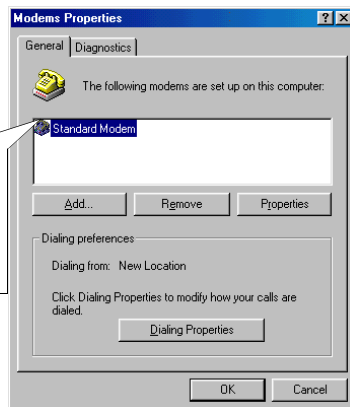 Modems Properties
General Diagnostics
The following modems are set up on this computer:
Standard Modem
Add... Remove Properties
Dialing preferences
Dialing from: New Location
Click Dialing Properties to modify how your calls are
dialed.
Dialing Properties
OK Cancel